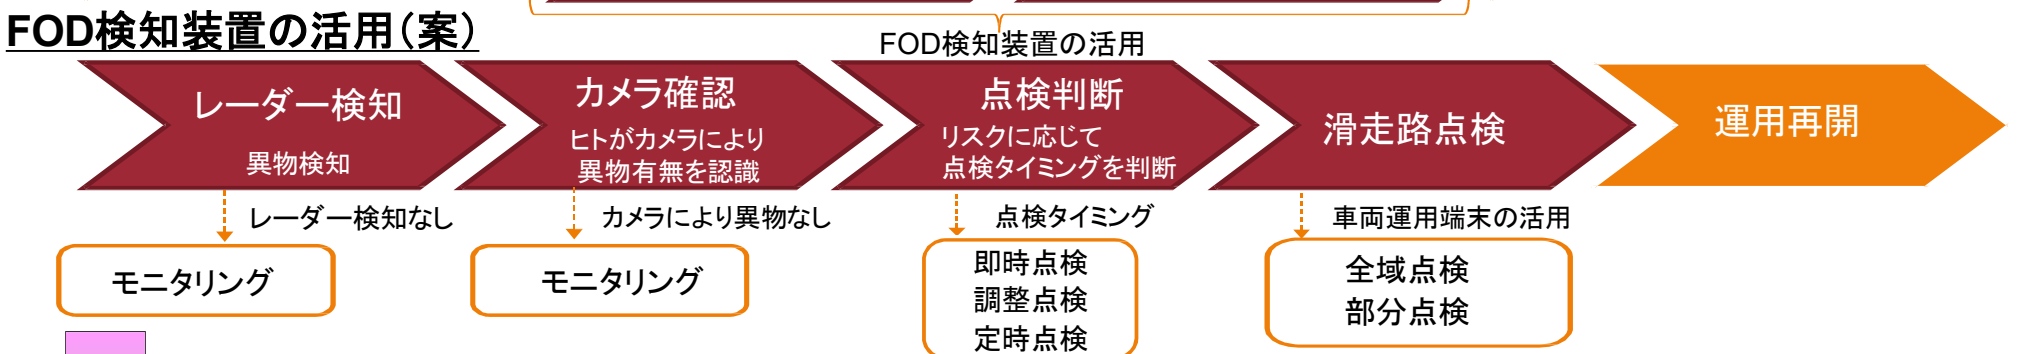 FOD検知装置の活用(案)
FOD検知装置の活用
レーダー検知
異物検知
カメラ確認
ヒトがカメラにより
異物有無を認識
点検判断
リスクに応じて
点検タイミングを判断
滑走路点検
運用再開
レーダー検知なし
カメラにより異物なし
点検タイミング
車両運用端末の活用
モニタリング
モニタリング
即時点検
調整点検
定時点検
全域点検
部分点検